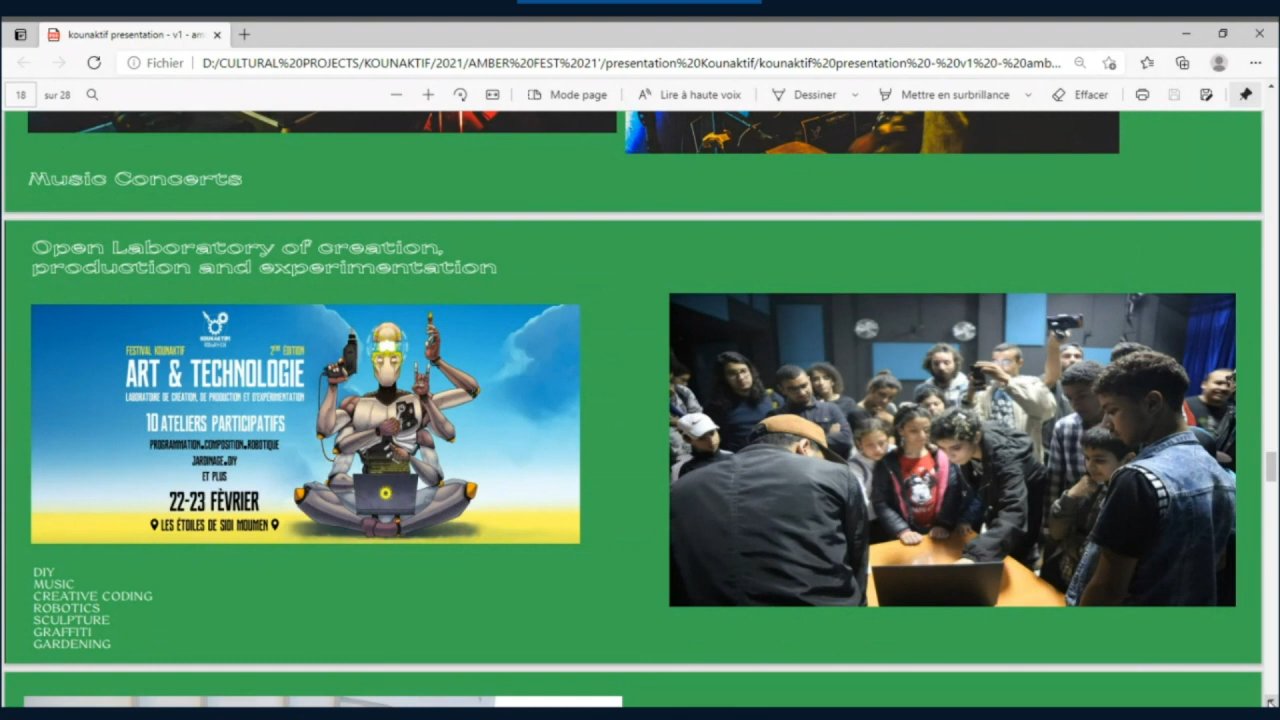 kounaktif presentation - v1 - am
Fichier
D:/CULTURAL%20PROJECTS/KOUNAKTIF/2021/AMBER%20FEST%2021'/presentation%20Kounaktif/kounaktif%20presentation%20-%20v1%20-%20amb...
18 sur 28
Mode page
Lire à haute voix
Dessiner
Mettre en surbrillance
Effacer
Music Concerts
Open Laboratory of creation,
production and experimentation
KOUNAKTIF
FESTIVAL KOUNAKTIF 2ÈME ÉDITION
ART & TECHNOLOGIE
LABORATOIRE DE CRÉATION, DE PRODUCTION ET D'EXPÉRIMENTATION
10 ATELIERS PARTICIPATIFS
PROGRAMMATION.COMPOSITION.ROBOTIQUE
JARDINAGE.DIY
ET PLUS
22-23 FÈVRIER
LES ÉTOILES DE SIDI MOUMEN
DIY
MUSIC
CREATIVE CODING
ROBOTICS
SCULPTURE
GRAFFITI
GARDENING